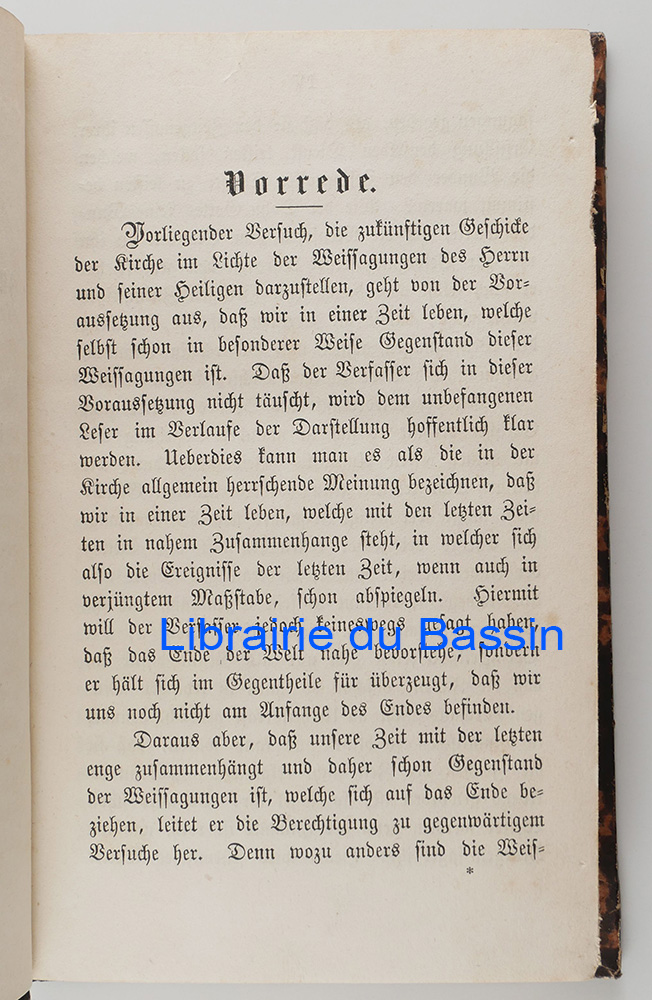 Vorrede.
Vorliegender Versuch, die zukünftigen Geschicke
der Kirche im Lichte der Weissagungen des Herrn
und seiner Heiligen darzustellen, geht von der Vor-
aussetzung aus, daß wir in einer Zeit leben, welche
selbst schon in besonderer Weise Gegenstand dieser
Weissagungen ist. Daß der Verfasser sich in dieser
Voraussetzung nicht täuscht, wird dem unbefangenen
Leser im Verlaufe der Darstellung hoffentlich klar
werden. Ueberdies kann man es als die in der
Kirche allgemein herrschende Meinung bezeichnen, daß
wir in einer Zeit leben, welche mit den letzten Zei-
ten in nahem Zusammenhange steht, in welcher sich
also die Ereignisse der letzten Zeit, wenn auch in
verjüngtem Maßstabe, schon abspiegeln. Hiermit
will der Verfasser jedoch keineswegs gesagt haben,
Librairie du Bassin
daß das Ende der Welt nahe bevorstehe, sondern
er hält sich im Gegentheile für überzeugt, daß wir
uns noch nicht am Anfange des Endes befinden.
Daraus aber, daß unsere Zeit mit der letzten
enge zusammenhängt und daher schon Gegenstand
der Weissagungen ist, welche sich auf das Ende be-
ziehen, leitet er die Berechtigung zu gegenwärtigem
Versuche her. Denn wozu anders sind die Weis-
*